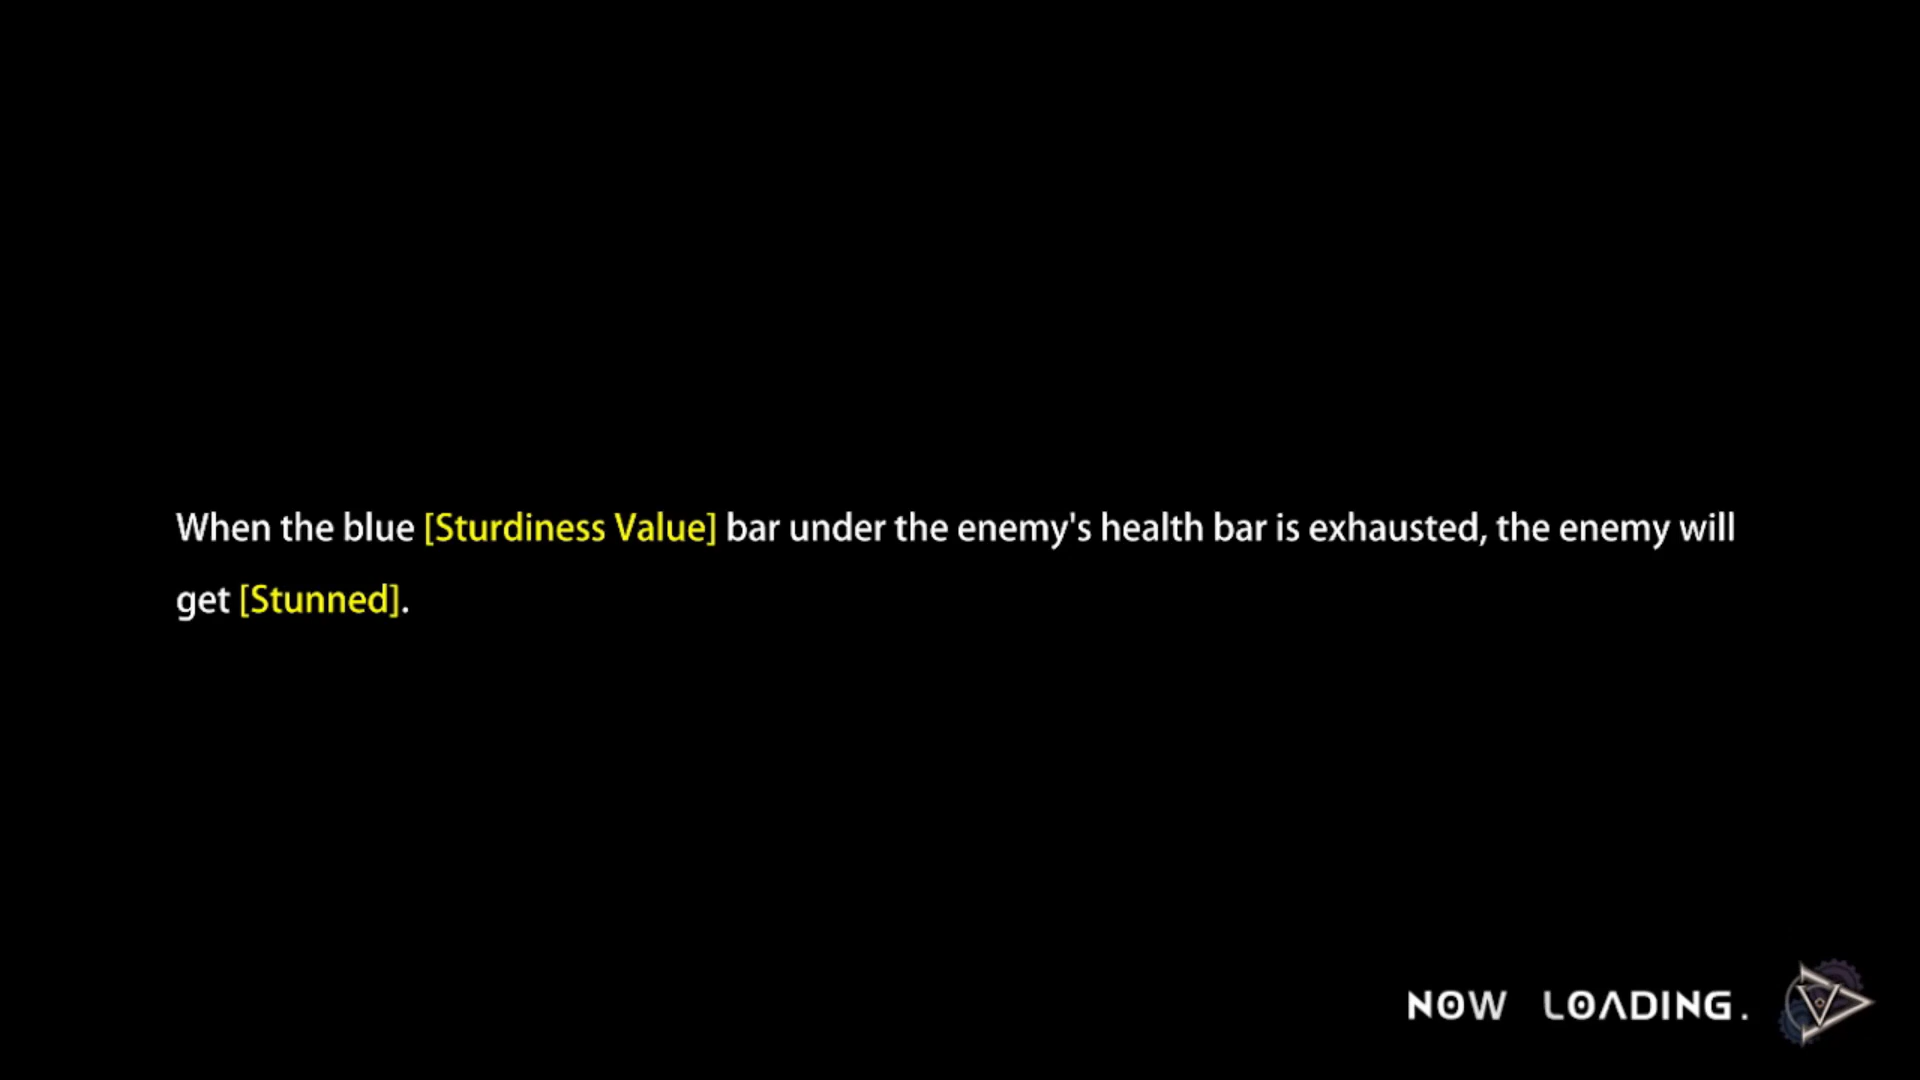 When the blue [Sturdiness Value] bar under the enemy's health bar is exhausted, the enemy will
get [Stunned].
NOW LOADING.